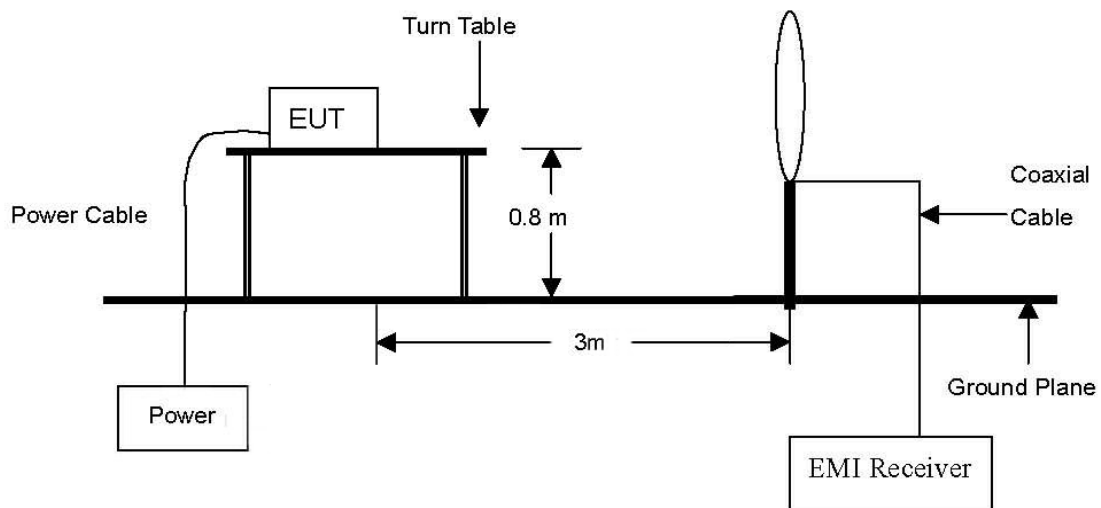 Turn Table
EUT
Coaxial
Cable
Power Cable
0.8 m
3m
Ground Plane
Power
EMI Receiver